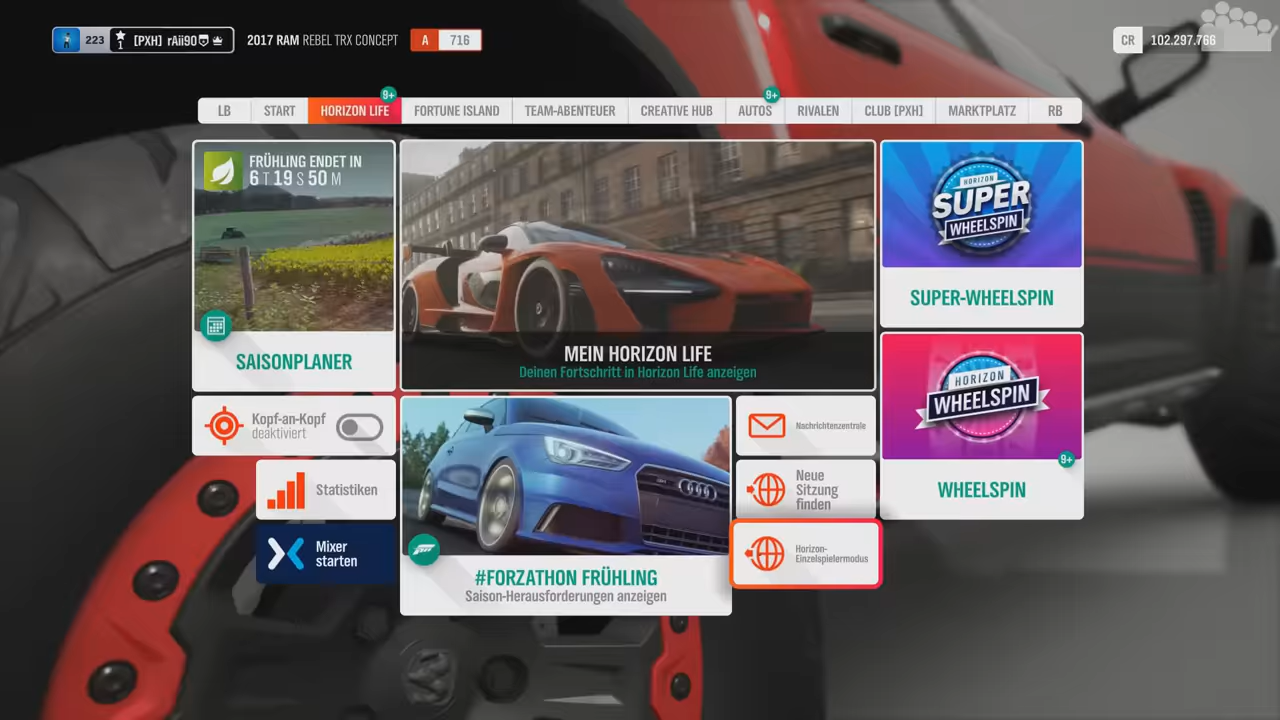 223
1
[PXH] rAii90
2017 RAM REBEL TRX CONCEPT
A 716
CR 102.297.766
LB
START
HORIZON LIFE
9+
FORTUNE ISLAND
TEAM-ABENTEUER
CREATIVE HUB
AUTOS
9+
RIVALEN
CLUB [PXH]
MARKTPLATZ
RB
FRÜHLING ENDET IN
6 T 19 S 50 M
SAISONPLANER
MEIN HORIZON LIFE
Deinen Fortschritt in Horizon Life anzeigen
HORIZON
SUPER
WHEELSPIN
SUPER-WHEELSPIN
HORIZON
WHEELSPIN
9+
WHEELSPIN
Kopf-an-Kopf
deaktiviert
Statistiken
Mixer
starten
#FORZATHON FRÜHLING
Saison-Herausforderungen anzeigen
Nachrichtenzentrale
Neue
Sitzung
finden
Horizon-
Einzelspielermodus